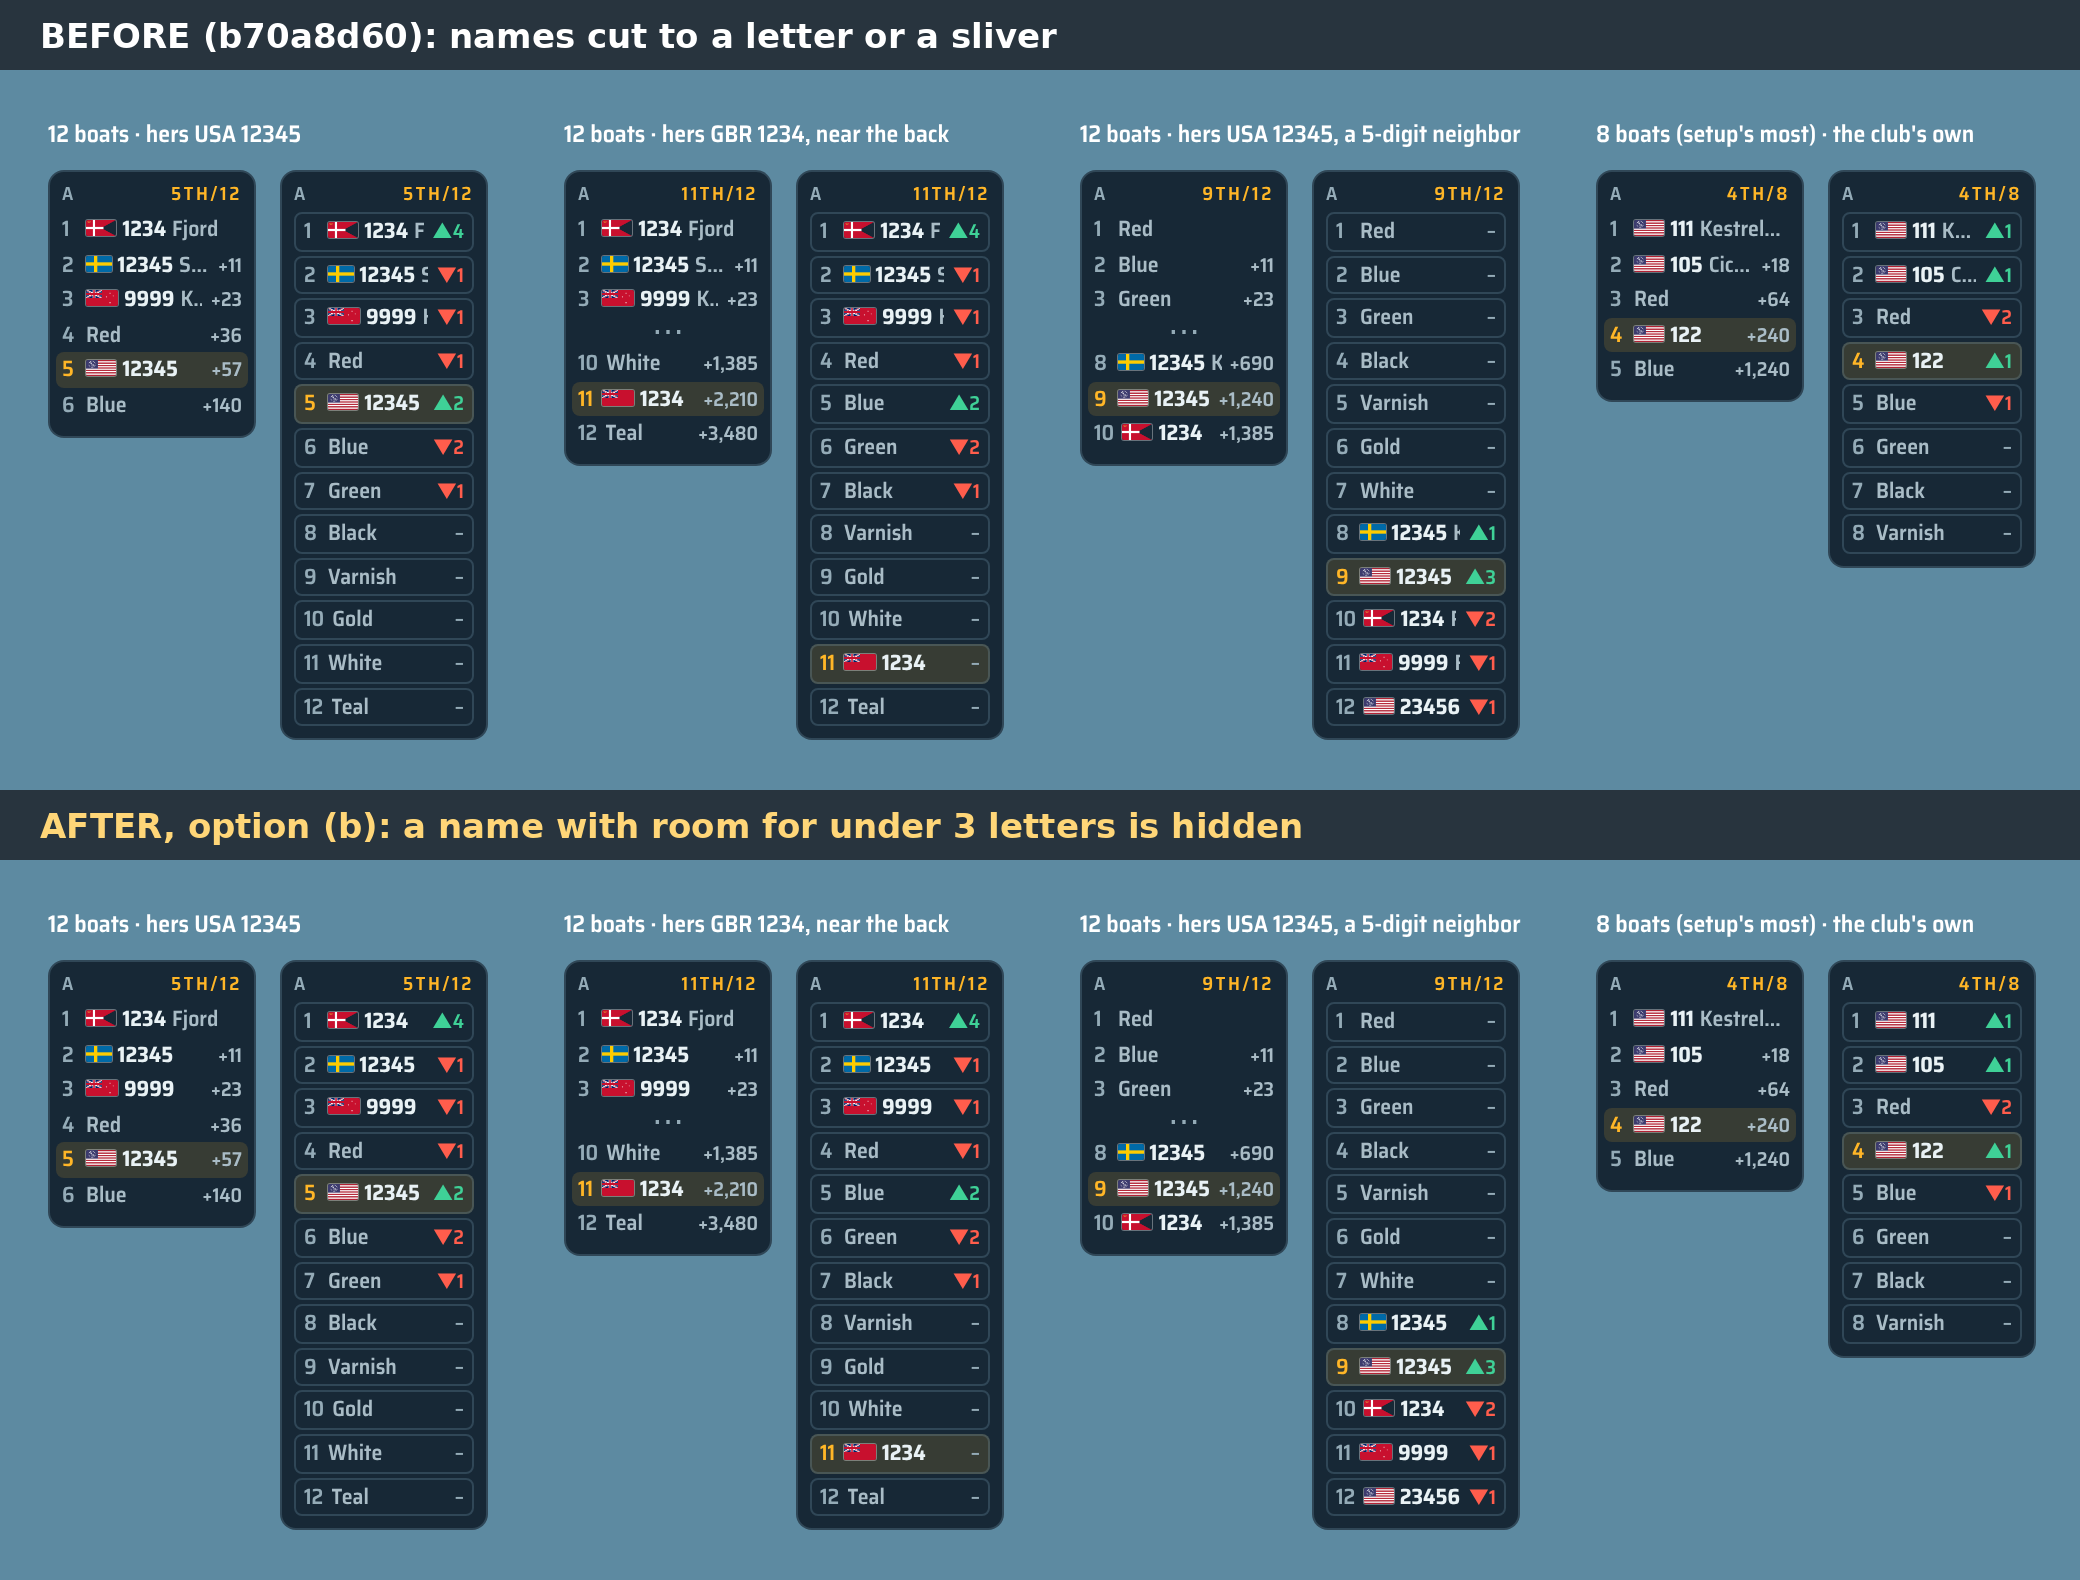 BEFORE (b70a8d60): names cut to a letter or a sliver
12 boats · hers USA 12345
A 5TH/12
1 1234 Fjord
2 12345 S... +11
3 9999 K.. +23
4 Red +36
5 12345 +57
6 Blue +140
A 5TH/12
1 1234 F ▲4
2 12345 ▼1
3 9999 ▼1
4 Red ▼1
5 12345 ▲2
6 Blue ▼2
7 Green ▼1
8 Black –
9 Varnish –
10 Gold –
11 White –
12 Teal –
12 boats · hers GBR 1234, near the back
A 11TH/12
1 1234 Fjord
2 12345 S... +11
3 9999 K.. +23
...
10 White +1,385
11 1234 +2,210
12 Teal +3,480
A 11TH/12
1 1234 F ▲4
2 12345 ▼1
3 9999 ▼1
4 Red ▼1
5 Blue ▲2
6 Green ▼2
7 Black ▼1
8 Varnish –
9 Gold –
10 White –
11 1234 –
12 Teal –
12 boats · hers USA 12345, a 5-digit neighbor
A 9TH/12
1 Red
2 Blue +11
3 Green +23
...
8 12345 K +690
9 12345 +1,240
10 1234 +1,385
A 9TH/12
1 Red –
2 Blue –
3 Green –
4 Black –
5 Varnish –
6 Gold –
7 White –
8 12345 ▲1
9 12345 ▲3
10 1234 ▼2
11 9999 ▼1
12 23456 ▼1
8 boats (setup's most) · the club's own
A 4TH/8
1 111 Kestrel...
2 105 Cic... +18
3 Red +64
4 122 +240
5 Blue +1,240
A 4TH/8
1 111 K... ▲1
2 105 C... ▲1
3 Red ▼2
4 122 ▲1
5 Blue ▼1
6 Green –
7 Black –
8 Varnish –
AFTER, option (b): a name with room for under 3 letters is hidden
12 boats · hers USA 12345
A 5TH/12
1 1234 Fjord
2 12345 +11
3 9999 +23
4 Red +36
5 12345 +57
6 Blue +140
A 5TH/12
1 1234 ▲4
2 12345 ▼1
3 9999 ▼1
4 Red ▼1
5 12345 ▲2
6 Blue ▼2
7 Green ▼1
8 Black –
9 Varnish –
10 Gold –
11 White –
12 Teal –
12 boats · hers GBR 1234, near the back
A 11TH/12
1 1234 Fjord
2 12345 +11
3 9999 +23
...
10 White +1,385
11 1234 +2,210
12 Teal +3,480
A 11TH/12
1 1234 ▲4
2 12345 ▼1
3 9999 ▼1
4 Red ▼1
5 Blue ▲2
6 Green ▼2
7 Black ▼1
8 Varnish –
9 Gold –
10 White –
11 1234 –
12 Teal –
12 boats · hers USA 12345, a 5-digit neighbor
A 9TH/12
1 Red
2 Blue +11
3 Green +23
...
8 12345 +690
9 12345 +1,240
10 1234 +1,385
A 9TH/12
1 Red –
2 Blue –
3 Green –
4 Black –
5 Varnish –
6 Gold –
7 White –
8 12345 ▲1
9 12345 ▲3
10 1234 ▼2
11 9999 ▼1
12 23456 ▼1
8 boats (setup's most) · the club's own
A 4TH/8
1 111 Kestrel...
2 105 +18
3 Red +64
4 122 +240
5 Blue +1,240
A 4TH/8
1 111 ▲1
2 105 ▲1
3 Red ▼2
4 122 ▲1
5 Blue ▼1
6 Green –
7 Black –
8 Varnish –